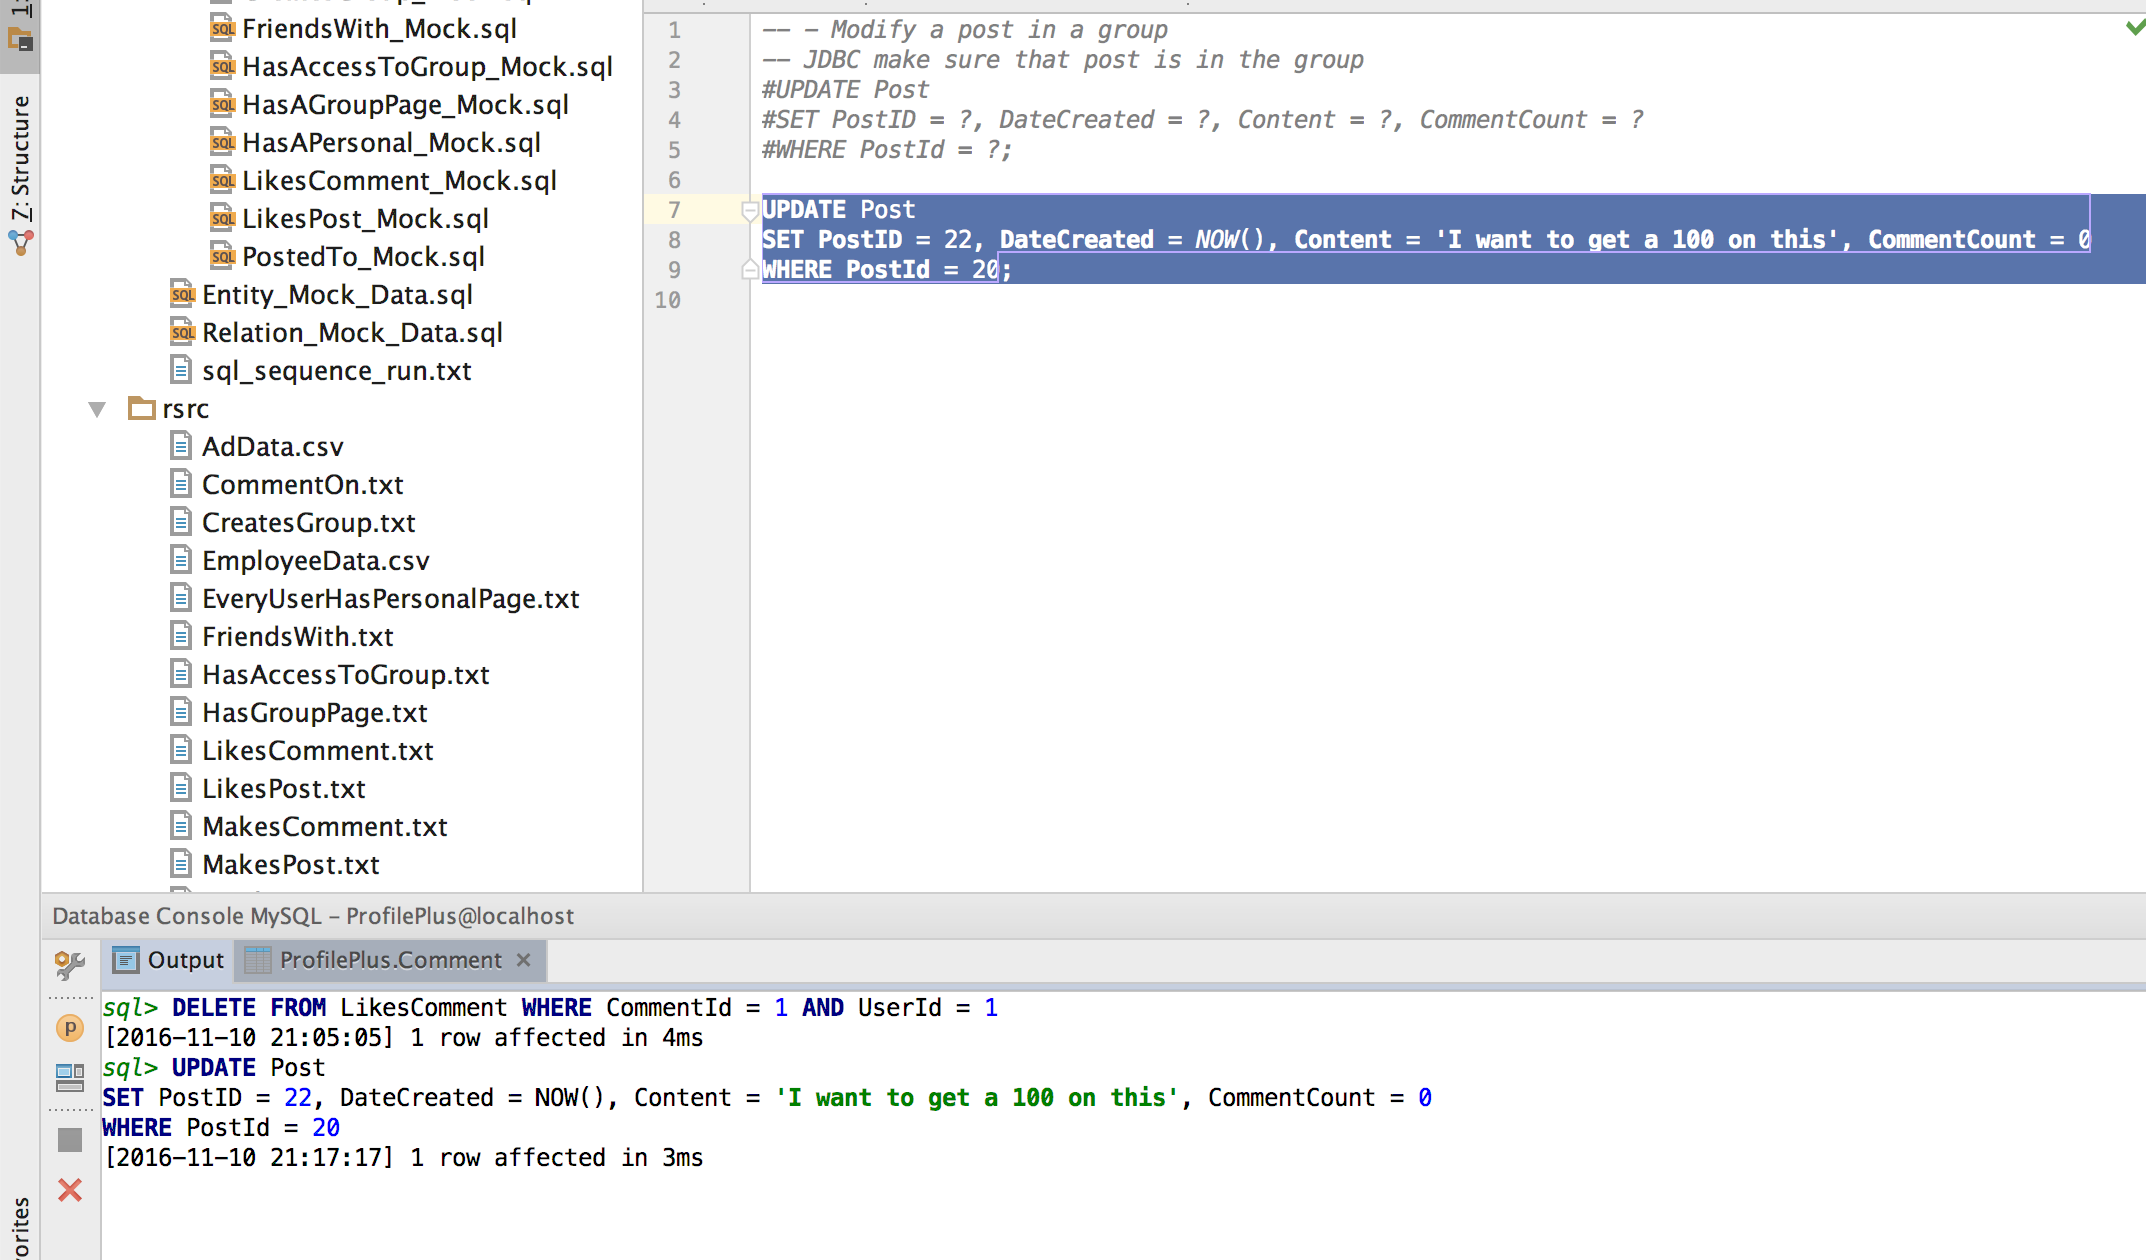 1:
7: Structure
FriendsWith_Mock.sql
HasAccessToGroup_Mock.sql
HasAGroupPage_Mock.sql
HasAPersonal_Mock.sql
LikesComment_Mock.sql
LikesPost_Mock.sql
PostedTo_Mock.sql
Entity_Mock_Data.sql
Relation_Mock_Data.sql
sql_sequence_run.txt
rsrc
AdData.csv
CommentOn.txt
CreatesGroup.txt
EmployeeData.csv
EveryUserHasPersonalPage.txt
FriendsWith.txt
HasAccessToGroup.txt
HasGroupPage.txt
LikesComment.txt
LikesPost.txt
MakesComment.txt
MakesPost.txt
1 -- - Modify a post in a group
2 -- JDBC make sure that post is in the group
3 #UPDATE Post
4 #SET PostID = ?, DateCreated = ?, Content = ?, CommentCount = ?
5 #WHERE PostId = ?;
6
7 UPDATE Post
8 SET PostID = 22, DateCreated = NOW(), Content = 'I want to get a 100 on this', CommentCount = 0
9 WHERE PostId = 20;
10
Database Console MySQL – ProfilePlus@localhost
Output ProfilePlus.Comment
sql> DELETE FROM LikesComment WHERE CommentId = 1 AND UserId = 1
[2016-11-10 21:05:05] 1 row affected in 4ms
sql> UPDATE Post
SET PostID = 22, DateCreated = NOW(), Content = 'I want to get a 100 on this', CommentCount = 0
WHERE PostId = 20
[2016-11-10 21:17:17] 1 row affected in 3ms